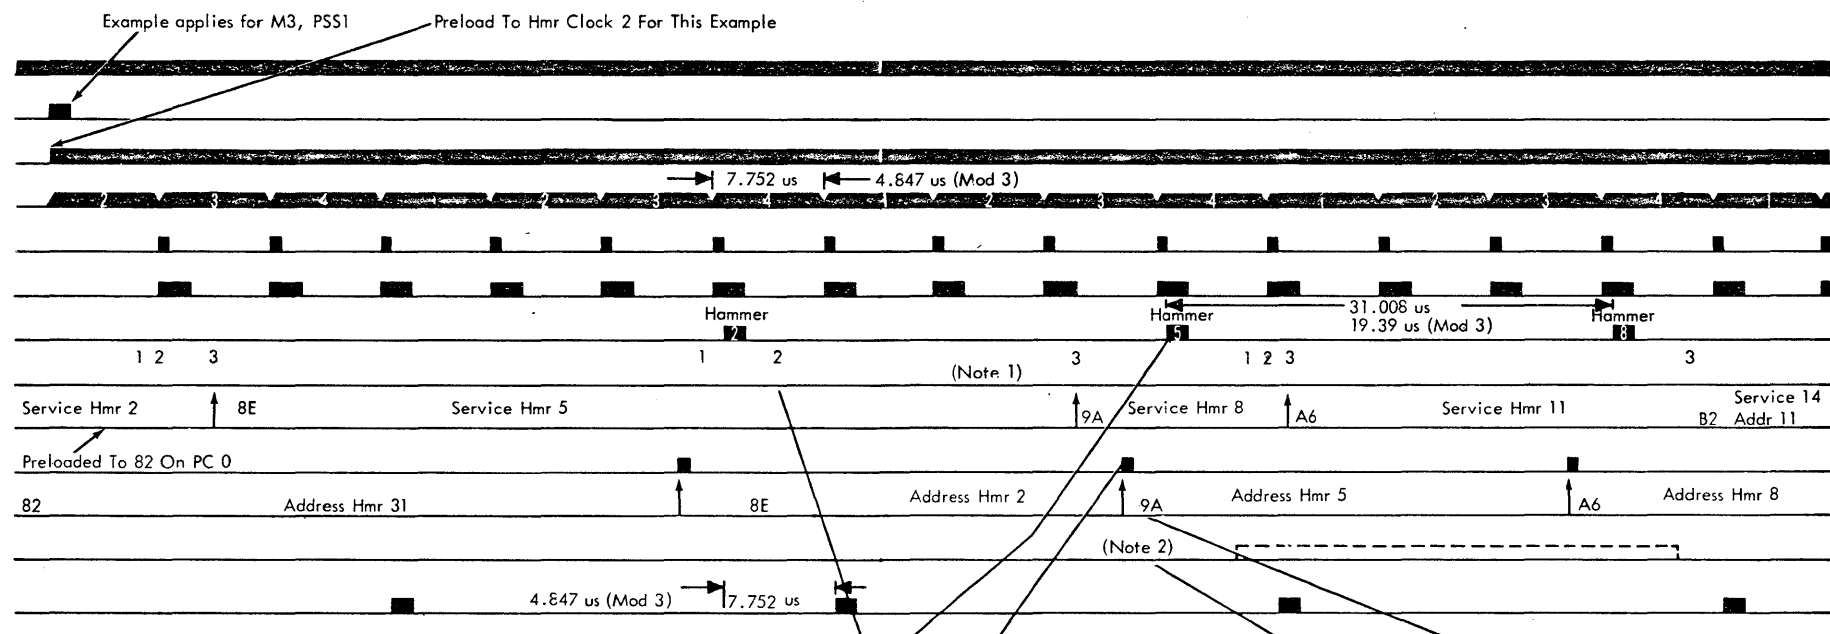 Example applies for M3, PSS1
Preload To Hmr Clock 2 For This Example
7.752 us
4.847 us (Mod 3)
2 3 4 1 2 3 4 1 2 3 4 1 2 3 4 1
31.008 us
19.39 us (Mod 3)
Hammer Hammer Hammer
2 5 8
1 2 3 1 2 3 1 2 3 3
(Note 1)
Service Hmr 2 8E Service Hmr 5 9A Service Hmr 8 A6 Service Hmr 11 B2 Service 14
Addr 11
Preloaded To 82 On PC 0
82 Address Hmr 31 8E Address Hmr 2 9A Address Hmr 5 A6 Address Hmr 8
(Note 2)
4.847 us (Mod 3) 7.752 us